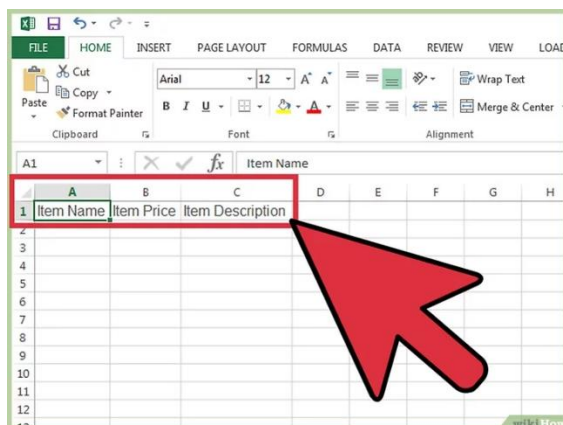 FILE HOME INSERT PAGE LAYOUT FORMULAS DATA REVIEW VIEW LOAD
Cut
Copy
Format Painter
Paste
Arial 12 A A
B I U A
Wrap Text
Merge & Center
Clipboard Font Alignment
A1 fx Item Name
A B C D E F G H
1 Item Name Item Price Item Description
2
3
4
5
6
7
8
9
10
11
12
wikiHow